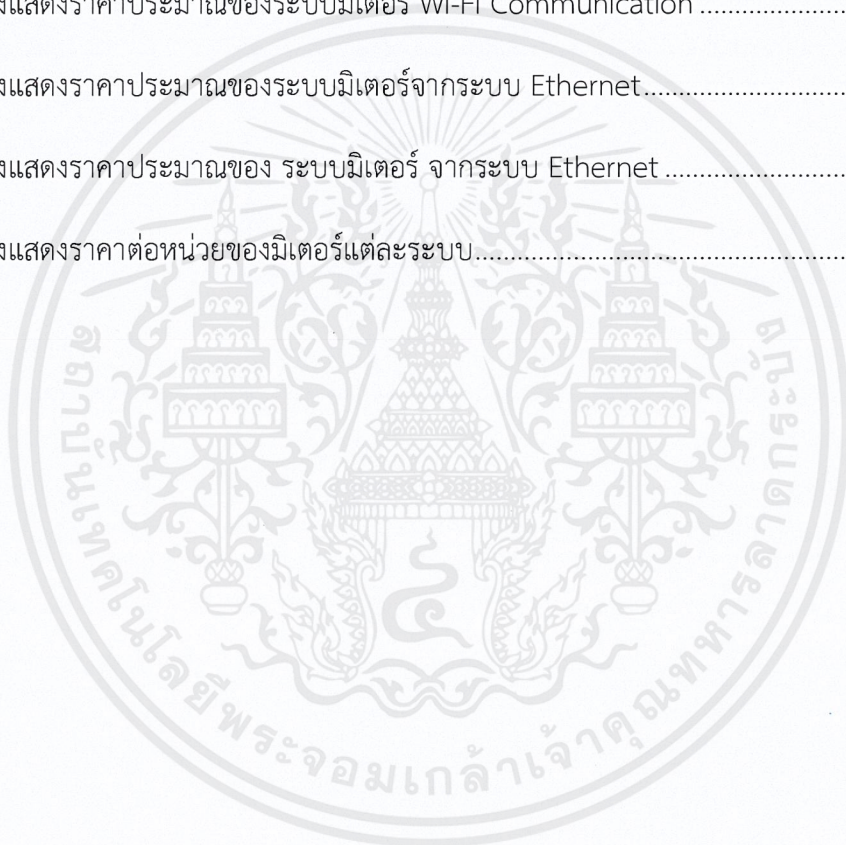 งแสดงราคาประมาณของระบบมิเตอร์ Wi-Fi Communication ......................
งแสดงราคาประมาณของระบบมิเตอร์จากระบบ Ethernet..............................
งแสดงราคาประมาณของ ระบบมิเตอร์ จากระบบ Ethernet ...........................
งแสดงราคาต่อหน่วยของมิเตอร์แต่ละระบบ......................................................
สถาบันเทคโนโลยีพระจอมเกล้าเจ้าคุณทหารลาดกระบัง